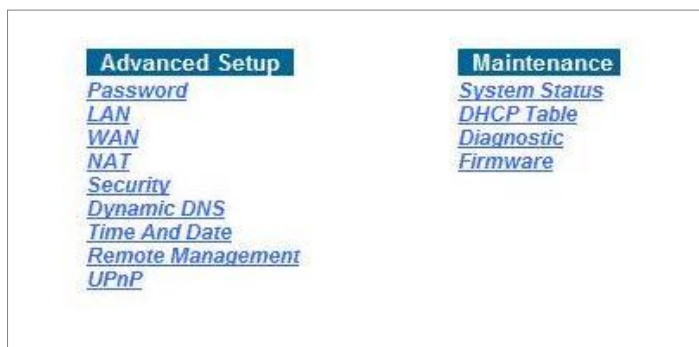 Advanced Setup
Password
LAN
WAN
NAT
Security
Dynamic DNS
Time And Date
Remote Management
UPnP
Maintenance
System Status
DHCP Table
Diagnostic
Firmware